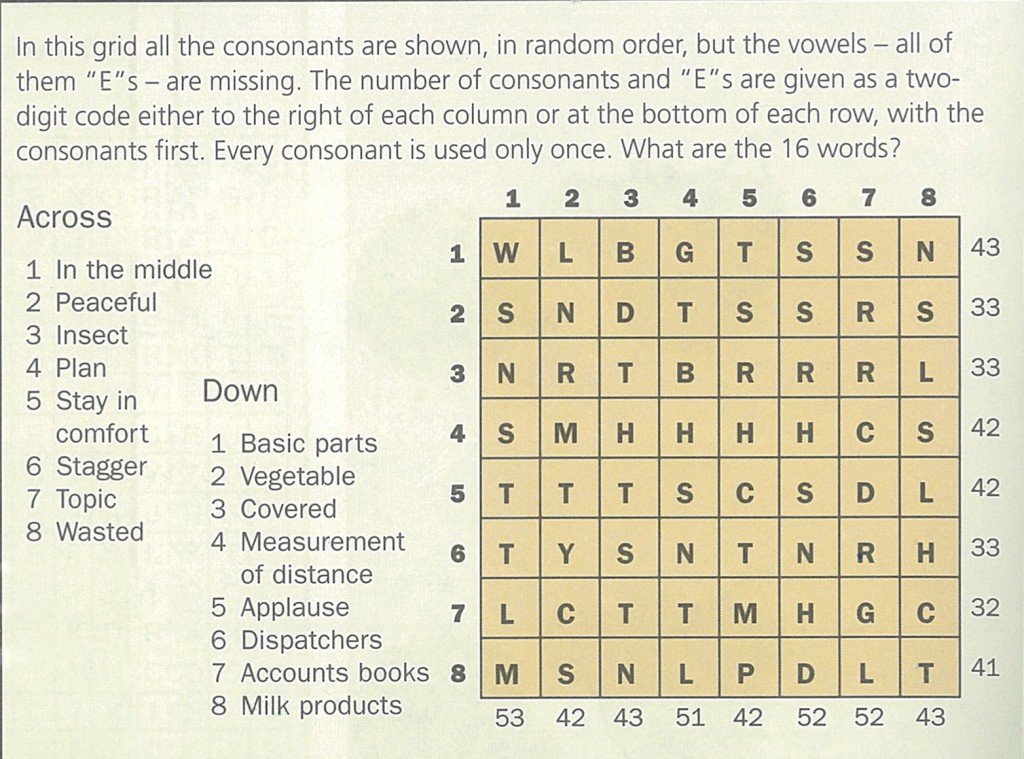 In this grid all the consonants are shown, in random order, but the vowels – all of
them "E"s – are missing. The number of consonants and "E"s are given as a two-
digit code either to the right of each column or at the bottom of each row, with the
consonants first. Every consonant is used only once. What are the 16 words?
Across
1 In the middle
2 Peaceful
3 Insect
4 Plan
5 Stay in
comfort
6 Stagger
7 Topic
8 Wasted
Down
1 Basic parts
2 Vegetable
3 Covered
4 Measurement
of distance
5 Applause
6 Dispatchers
7 Accounts books
8 Milk products
1 2 3 4 5 6 7 8
1 W L B G T S S N 43
2 S N D T S S R S 33
3 N R T B R R R L 33
4 S M H H H H C S 42
5 T T T S C S D L 42
6 T Y S N T N R H 33
7 L C T T M H G C 32
8 M S N L P D L T 41
53 42 43 51 42 52 52 43